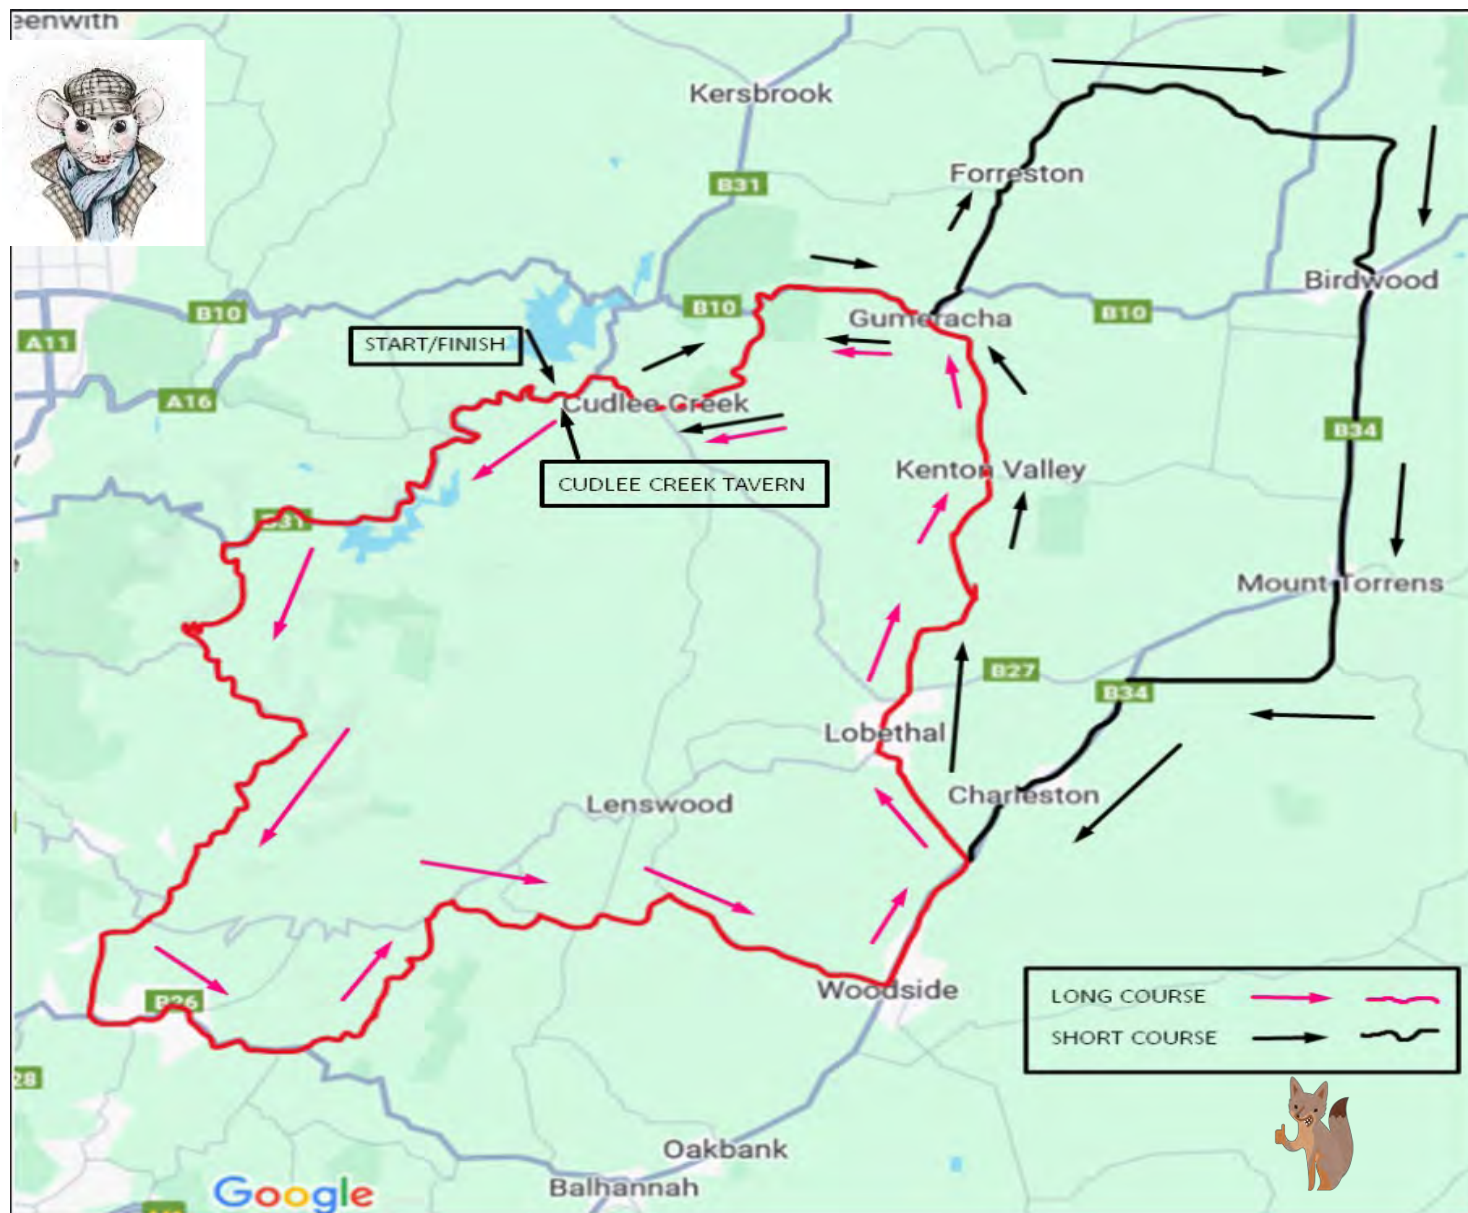 eenwith
Kersbrook
Forreston
B31
Birdwood
B10
B10
Gumeracha
B10
A11
START/FINISH
A16
Cudlee Creek
B34
Kenton Valley
CUDLEE CREEK TAVERN
B31
Mount Torrens
B27
B34
Lobethal
Charleston
Lenswood
Woodside
B26
LONG COURSE
SHORT COURSE
28
Oakbank
Balhannah
Google